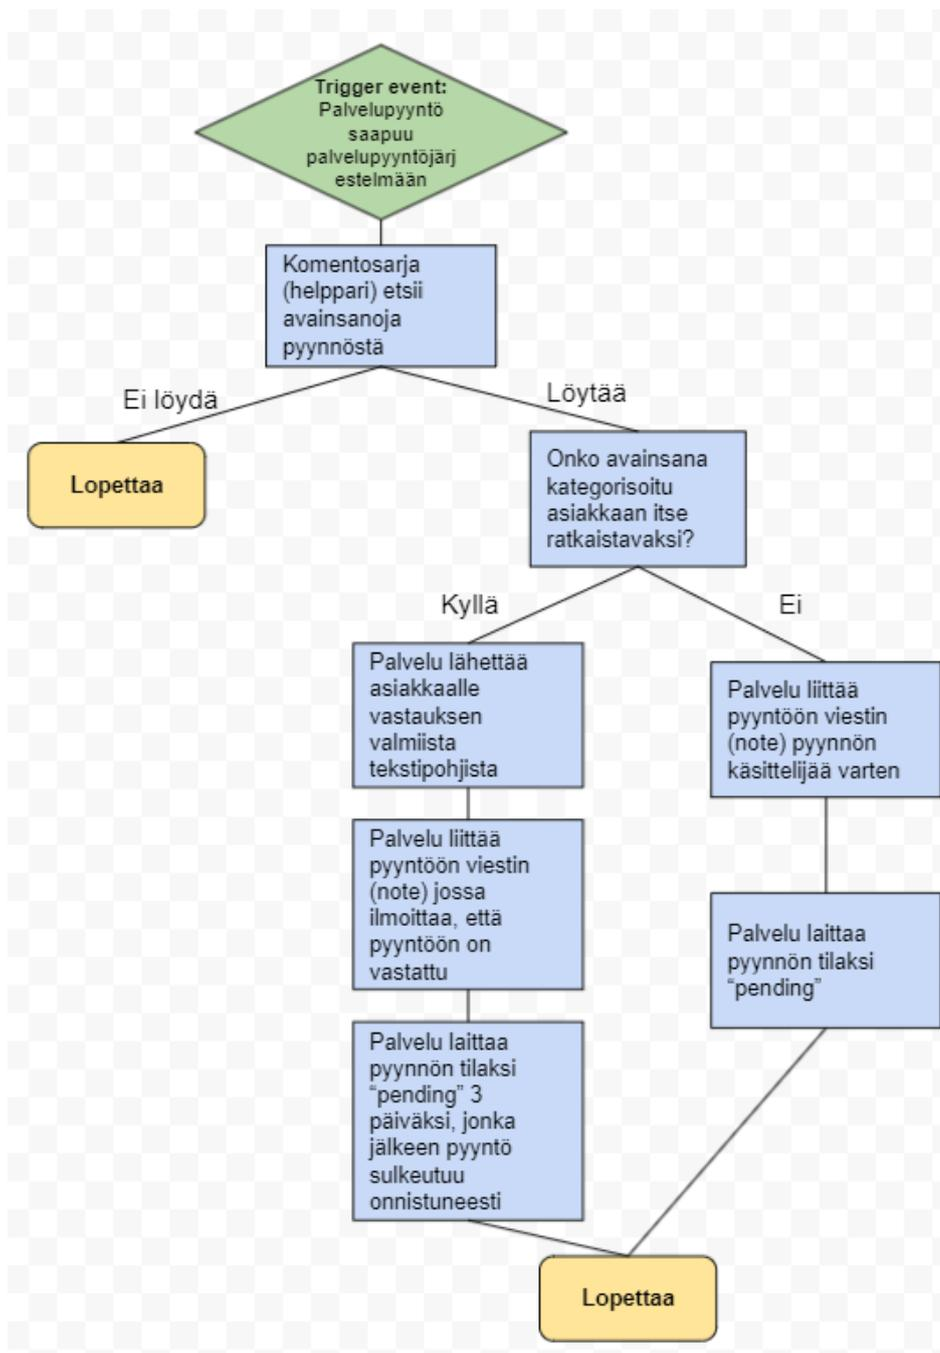 Trigger event:
Palvelupyyntö
saapuu
palvelupyyntöjärj
estelmään
Komentosarja
(helppari) etsii
avainsanoja
pyynnöstä
Ei löydä
Löytää
Lopettaa
Onko avainsana
kategorisoitu
asiakkaan itse
ratkaistavaksi?
Kyllä
Ei
Palvelu lähettää
asiakkaalle
vastauksen
valmiista
tekstipohjista
Palvelu liittää
pyyntöön viestin
(note) pyynnön
käsittelijää varten
Palvelu liittää
pyyntöön viestin
(note) jossa
ilmoittaa, että
pyyntöön on
vastattu
Palvelu laittaa
pyynnön tilaksi
“pending”
Palvelu laittaa
pyynnön tilaksi
“pending” 3
päiväksi, jonka
jälkeen pyyntö
sulkeutuu
onnistuneesti
Lopettaa